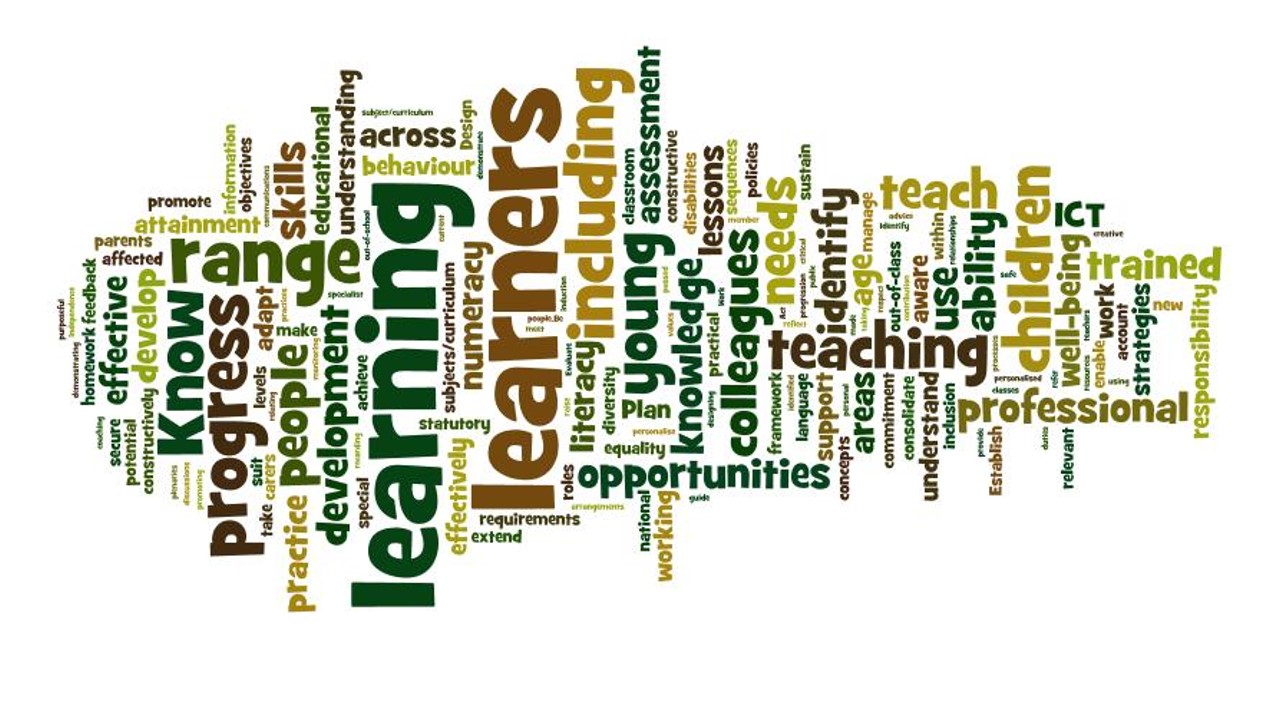 purposeful
independence
demonstrating
homework
feedback
parents
affected
effective
coaching
secure
potential
constructively
develop
attainment
promote
information
objectives
communications
skills
educational
understanding
subject/curriculum
across
behaviour
Design
demonstrate
range
Know
progress
adapt
practices
specialist
make
monitoring
levels
relating
people
development
achieve
plenaries
discussions
promoting
suit
take
carers
practice
special
rewarding
out-of-school
current
learning
subjects/curriculum
numeracy
statutory
effectively
requirements
extend
learners
including
induction
people.Be
meet
Evaluate
raise
literacy
diversity
roles
arrangements
classroom
assessment
constructive
disabilities
lessons
sequences
policies
member
sustain
young
passed
values
knowledge
Work
practical
designing
Plan
personalise
equality
opportunities
guide
national
working
colleagues
needs
critical
progression
public
Act
reflect
identify
made
taking
age
manage
teach
advice
Identify
respect
out-of-class
contribution
aware
within
relationships
use
ability
safe
children
ICT
creative
trained
teaching
framework
identified
language
support
personal
concepts
areas
commitment
consolidate
understand
inclusion
processes
personalised
classes
professional
provide
Establish
duties
relevant
refer
well-being
resources
teachers
enable
work
account
using
strategies
new
responsibility